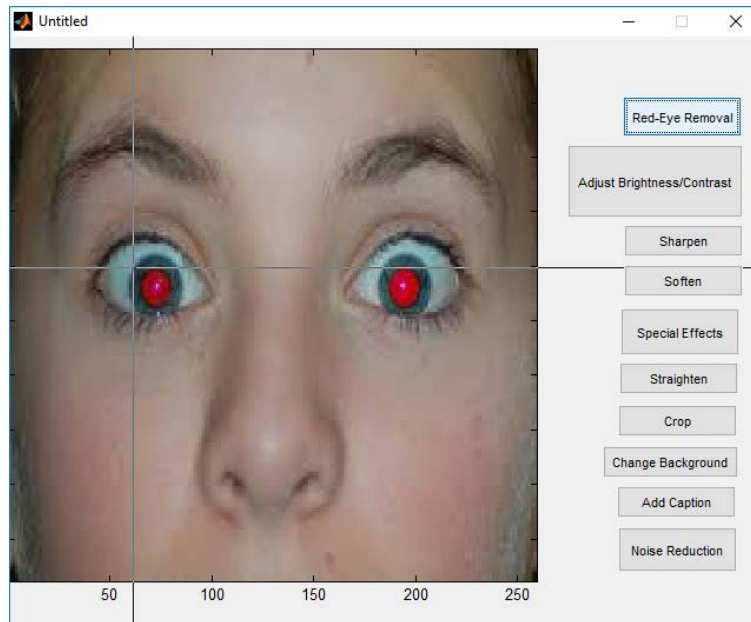 Untitled
Red-Eye Removal
Adjust Brightness/Contrast
Sharpen
Soften
Special Effects
Straighten
Crop
Change Background
Add Caption
Noise Reduction
50 100 150 200 250